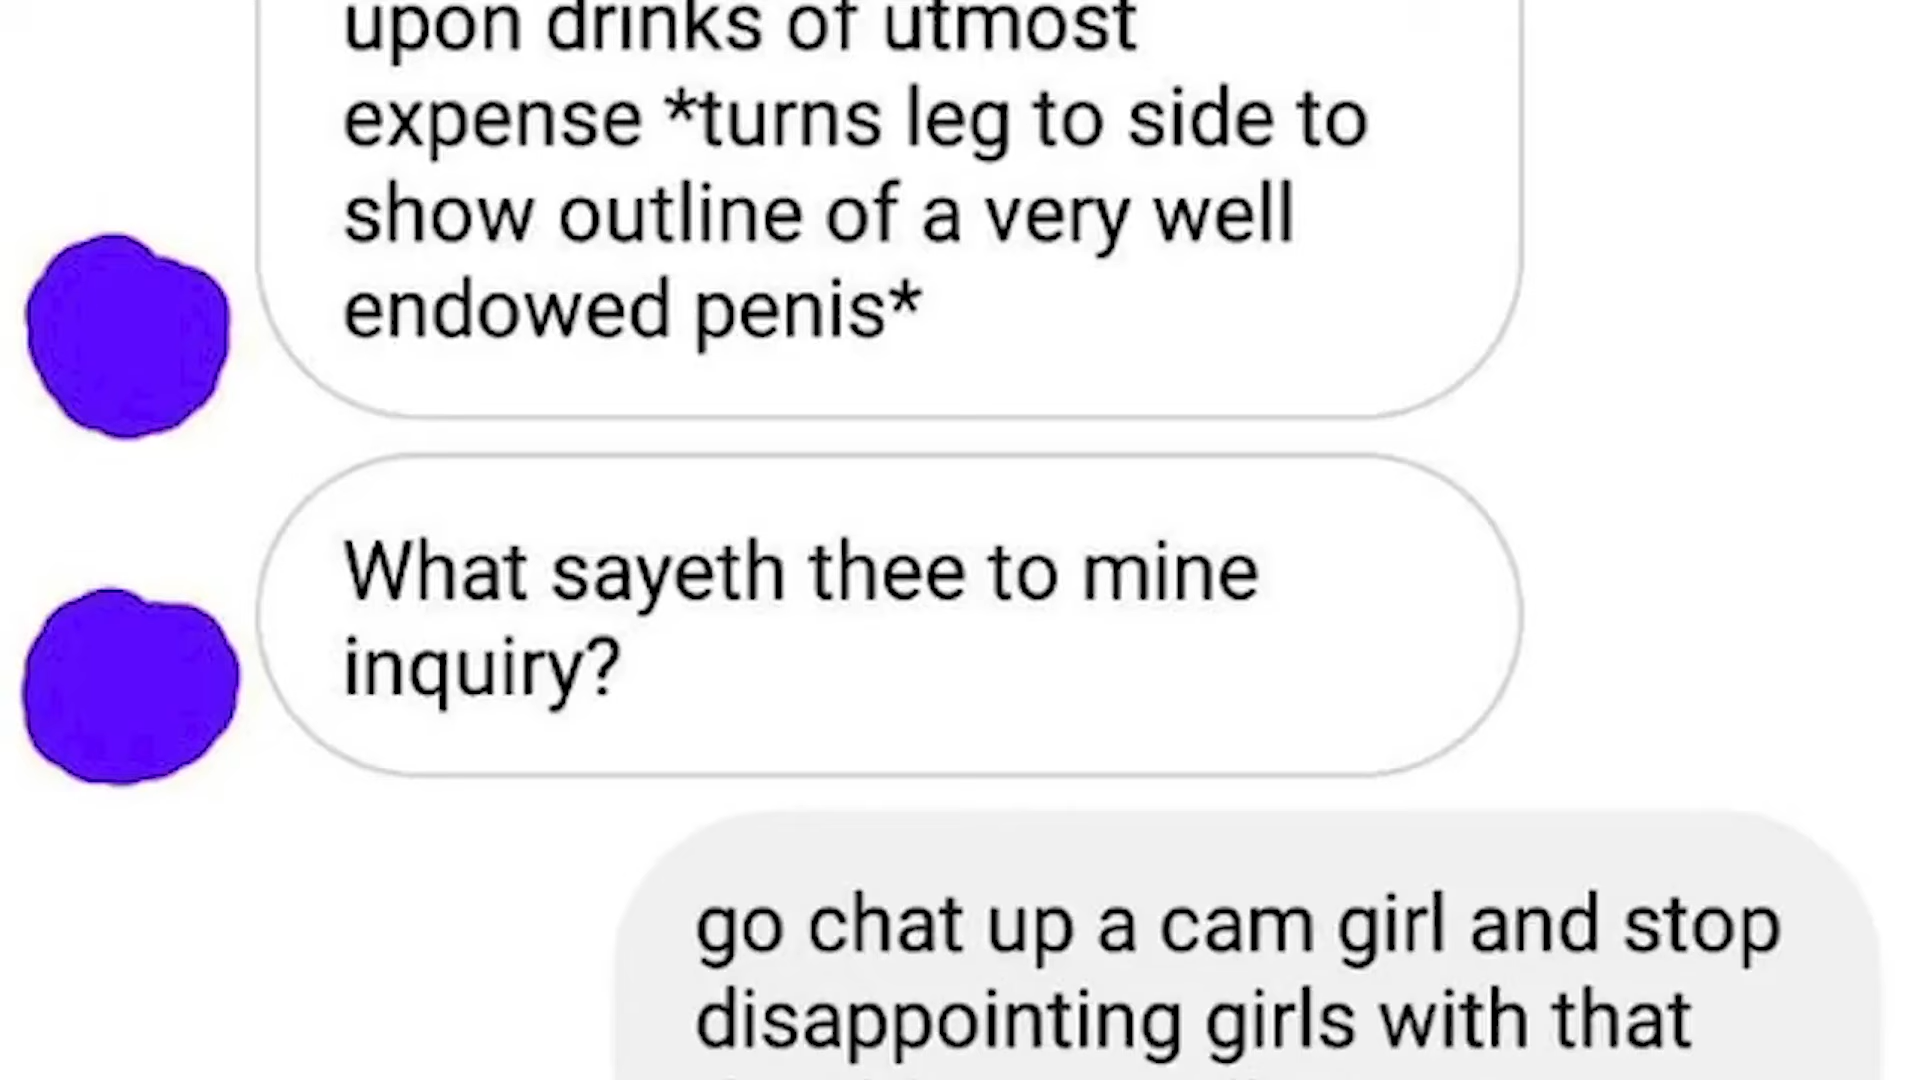 upon drinks of utmost
expense *turns leg to side to
show outline of a very well
endowed penis*
What sayeth thee to mine
inquiry?
go chat up a cam girl and stop
disappointing girls with that